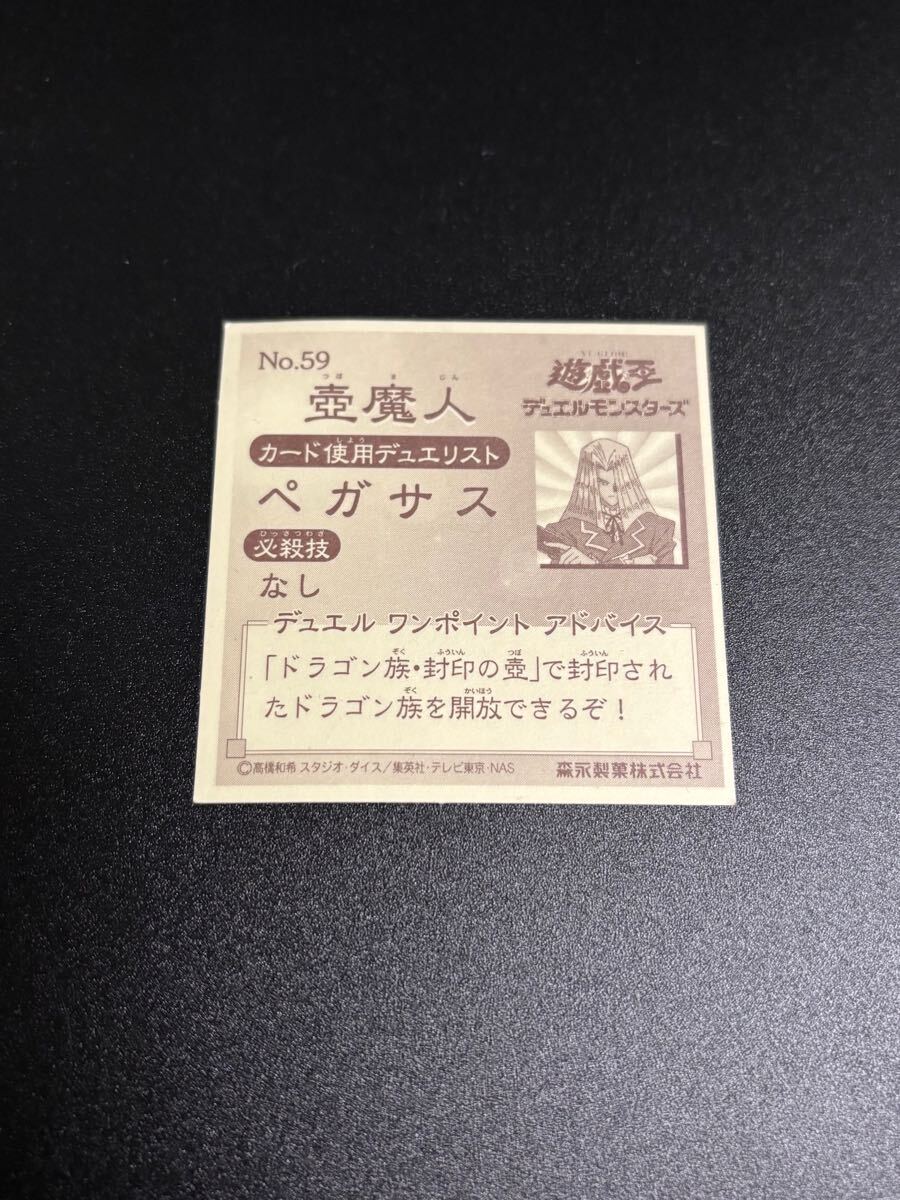 No.59
つぼ ま じん
壺魔人
YU-GI-OH!
遊戯王
デュエルモンスターズ
しよう
カード使用デュエリスト
ペガサス
ひっさつわざ
必殺技
なし
デュエル ワンポイント アドバイス
ぞく ふういん つぼ ふういん
「ドラゴン族・封印の壺」で封印され
ぞく かいほう
たドラゴン族を開放できるぞ!
©高橋和希 スタジオ・ダイス/集英社・テレビ東京・NAS
森永製菓株式会社